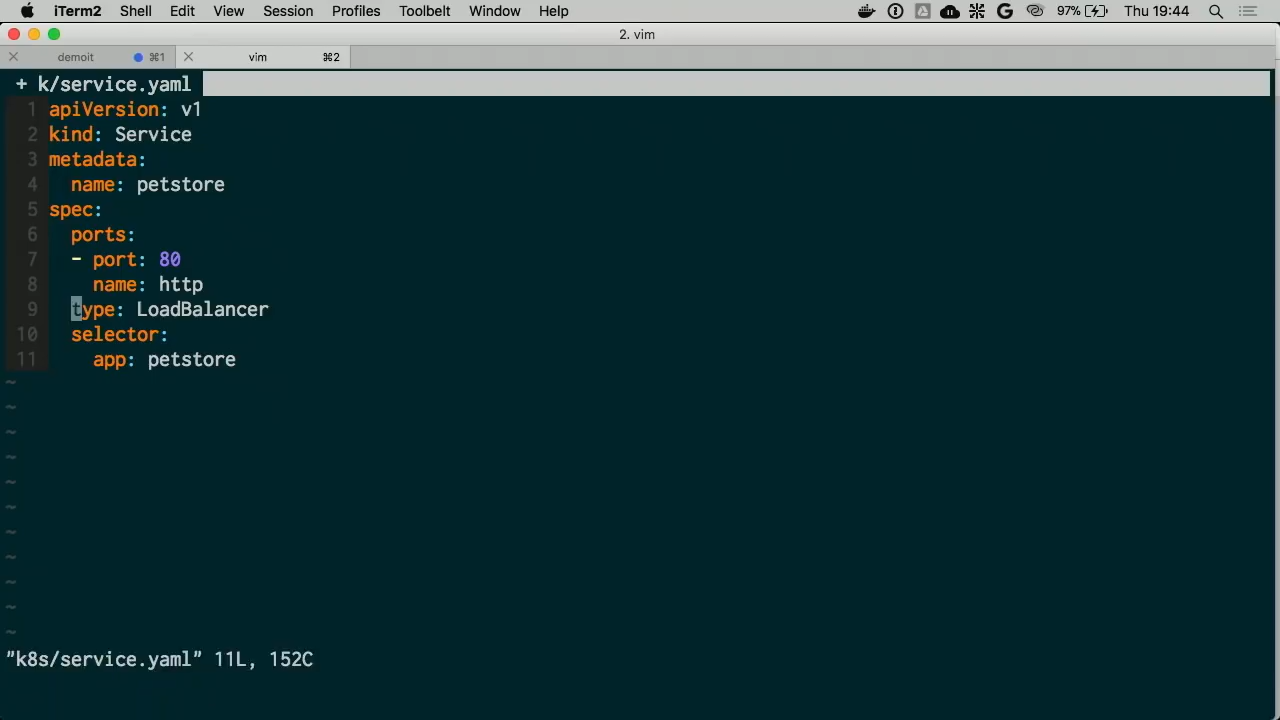 iTerm2 Shell Edit View Session Profiles Toolbelt Window Help 97% Thu 19:44
2. vim
demoit ⌘1 vim ⌘2
+ k/service.yaml
1 apiVersion: v1
2 kind: Service
3 metadata:
4   name: petstore
5 spec:
6   ports:
7   - port: 80
8     name: http
9   type: LoadBalancer
10   selector:
11     app: petstore
~
~
~
~
~
~
~
~
~
~
~
"k8s/service.yaml" 11L, 152C